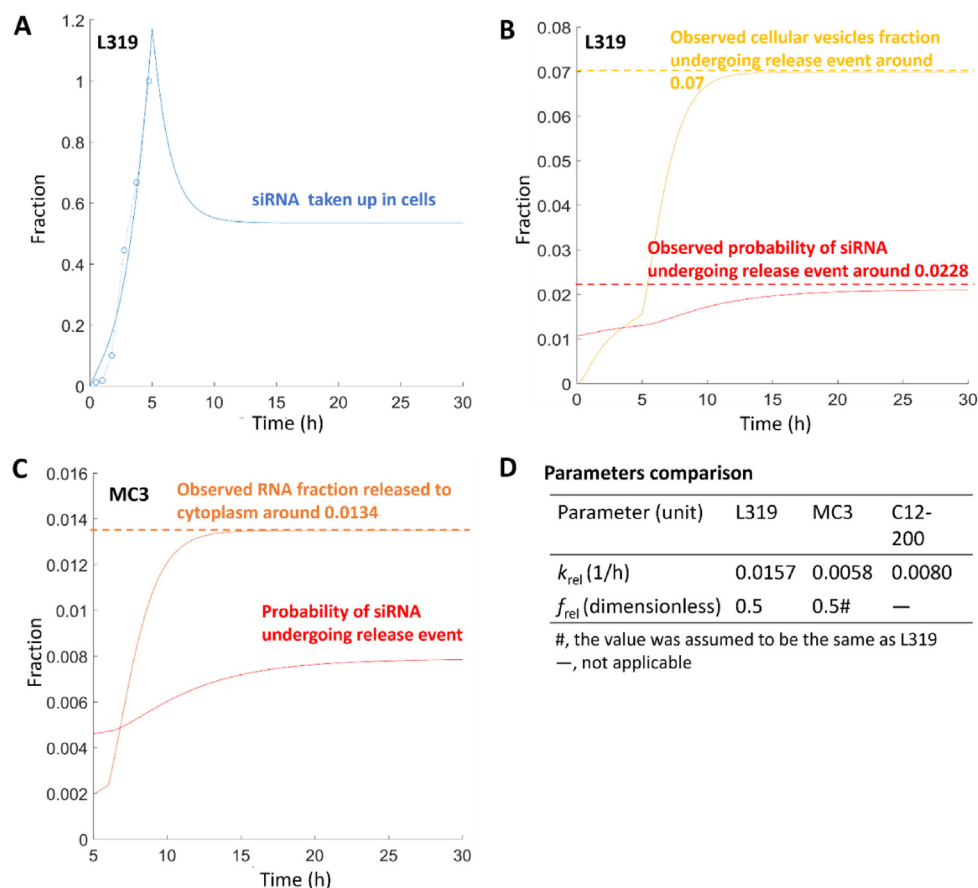 A
L319
1.2
1
0.8
0.6
0.4
0.2
0
Fraction
siRNA taken up in cells
0 5 10 15 20 25 30
Time (h)
B
L319
Observed cellular vesicles fraction
undergoing release event around
0.07
Observed probability of siRNA
undergoing release event around 0.0228
0.08
0.07
0.06
0.05
0.04
0.03
0.02
0.01
0
Fraction
0 5 10 15 20 25 30
Time (h)
C
MC3
Observed RNA fraction released to
cytoplasm around 0.0134
Probability of siRNA
undergoing release event
0.016
0.014
0.012
0.01
0.008
0.006
0.004
0.002
0
Fraction
5 10 15 20 25 30
Time (h)
D Parameters comparison
Parameter (unit) L319 MC3 C12-
200
krel (1/h) 0.0157 0.0058 0.0080
frel (dimensionless) 0.5 0.5# —
#, the value was assumed to be the same as L319
—, not applicable